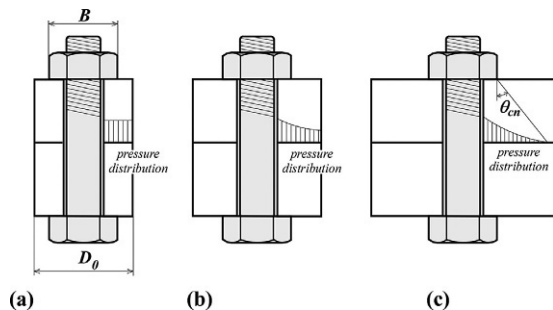 B
θcn
pressure
distribution
pressure
distribution
pressure
distribution
D0
(a)
(b)
(c)